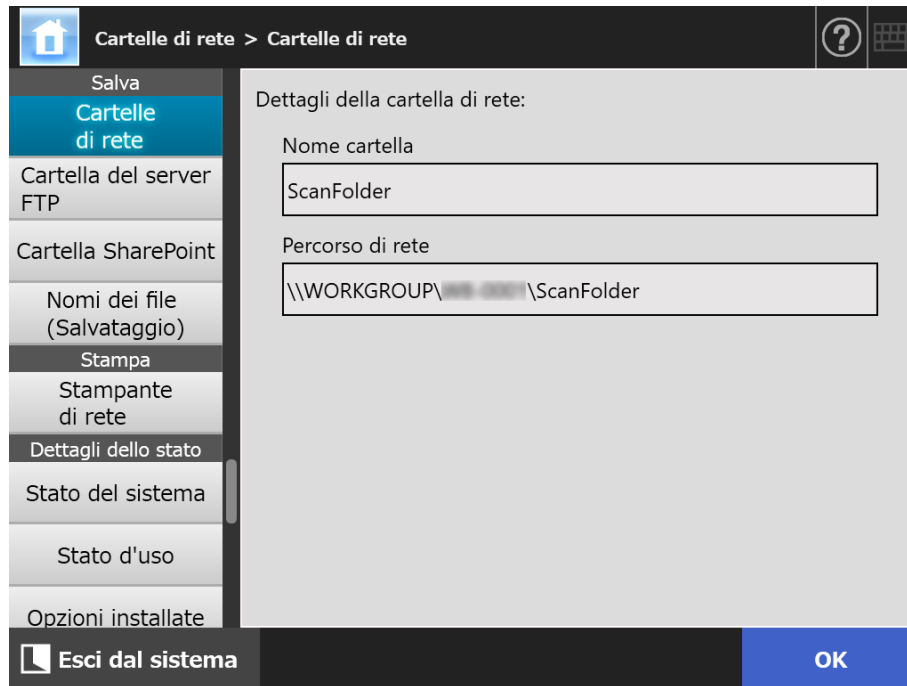 Cartelle di rete > Cartelle di rete
?
Salva
Cartelle
di rete
Cartella del server
FTP
Cartella SharePoint
Nomi dei file
(Salvataggio)
Stampa
Stampante
di rete
Dettagli dello stato
Stato del sistema
Stato d'uso
Opzioni installate
Dettagli della cartella di rete:
Nome cartella
ScanFolder
Percorso di rete
\\WORKGROUP\ \ScanFolder
Esci dal sistema
OK